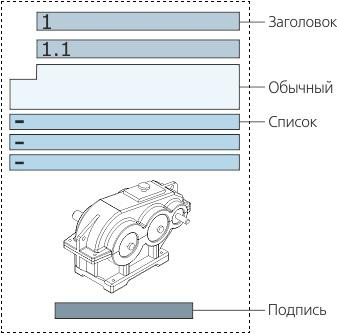 1 Заголовок
1.1
Обычный
- Список
-
-
Подпись